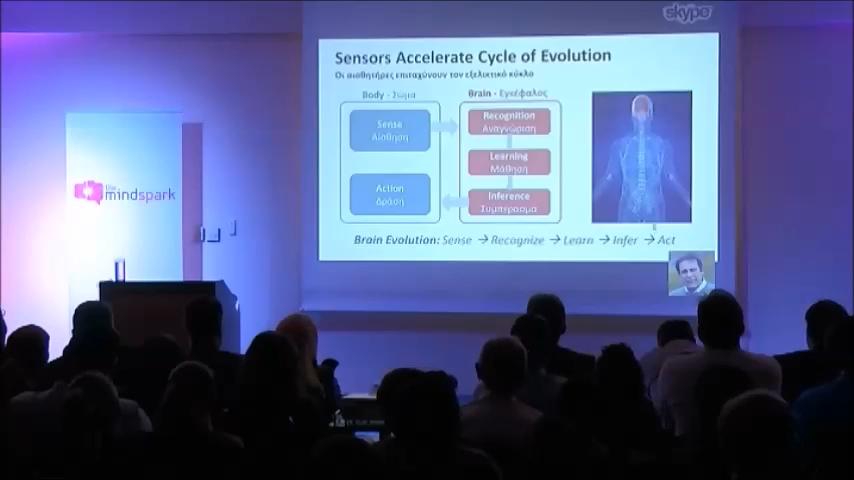 skype
Sensors Accelerate Cycle of Evolution
Οι αισθητήρες επιταχύνουν τον εξελικτικό κύκλο
Body - Σώμα
Brain - Εγκέφαλος
Sense
Αίσθηση
Recognition
Αναγνώριση
Learning
Μάθηση
Action
Δράση
Inference
Συμπέρασμα
Brain Evolution: Sense → Recognize → Learn → Infer → Act
the
mindspark